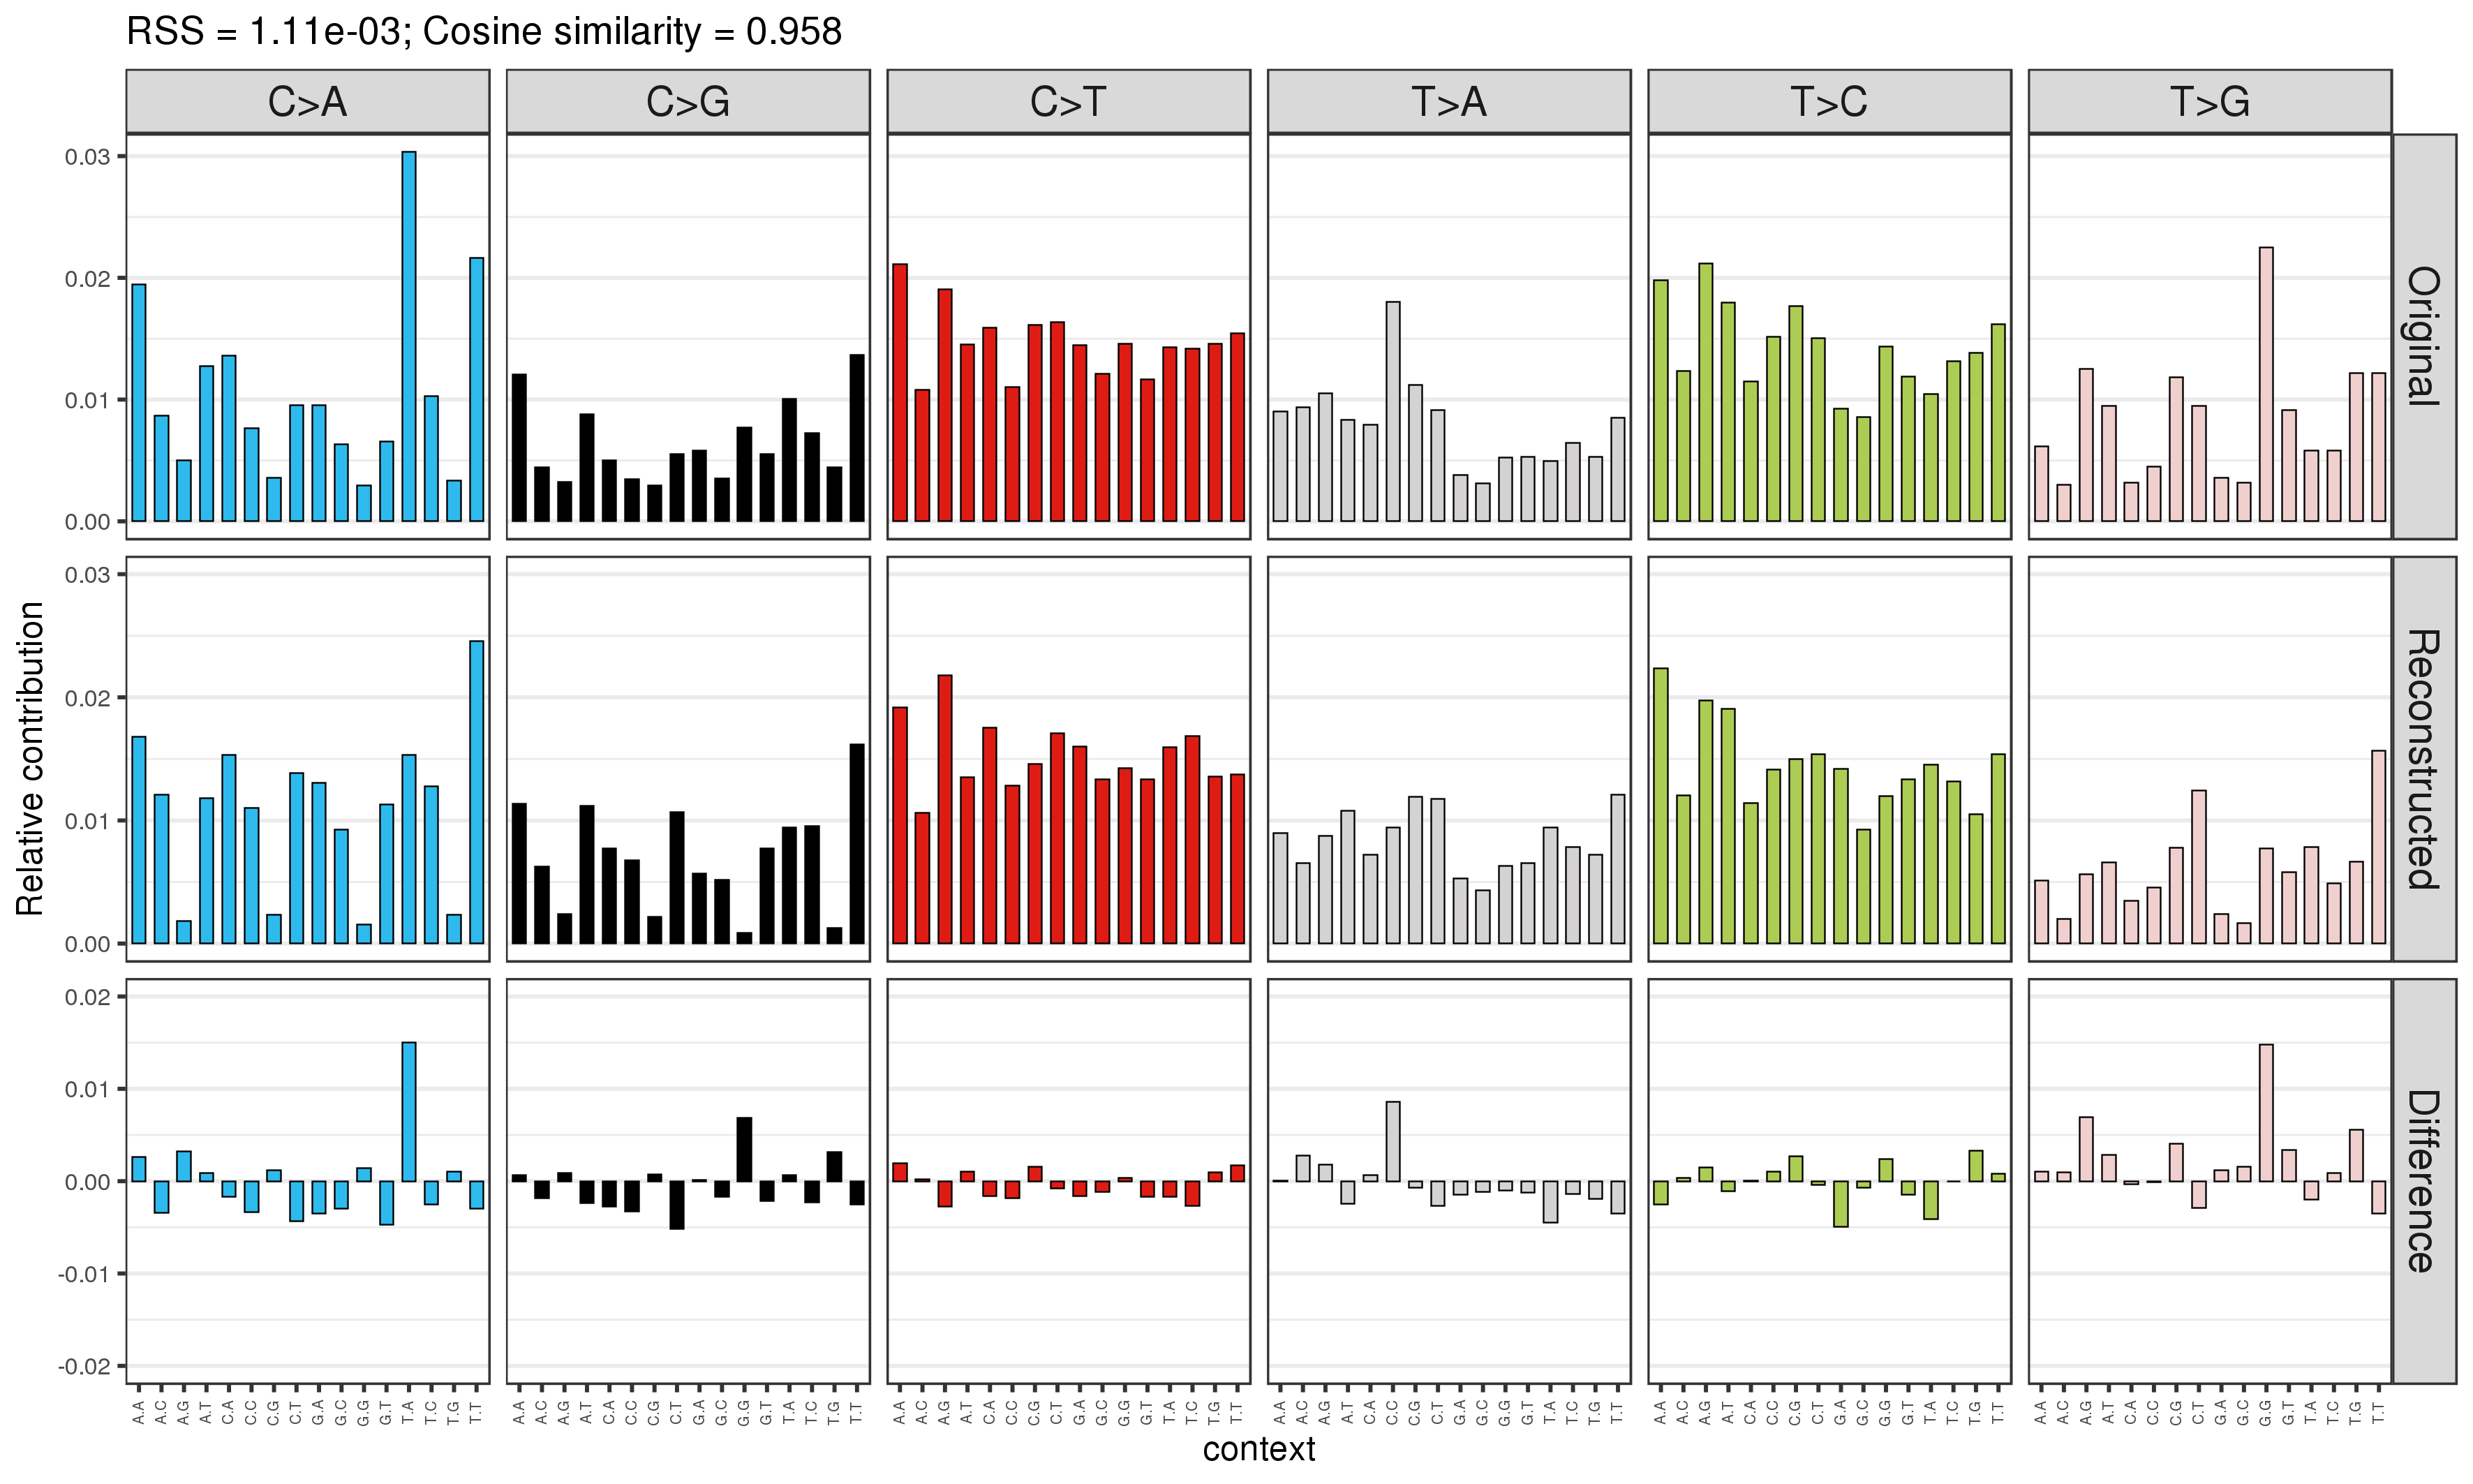 RSS = 1.11e-03; Cosine similarity = 0.958
C>A C>G C>T T>A T>C T>G
0.03
0.02
0.01
0.00
Original
0.03
0.02
0.01
0.00
Reconstructed
Relative contribution
0.02
0.01
0.00
-0.01
-0.02
Difference
A.A A.C A.G A.T C.A C.C C.G C.T G.A G.C G.G G.T T.A T.C T.G T.T
A.A A.C A.G A.T C.A C.C C.G C.T G.A G.C G.G G.T T.A T.C T.G T.T
A.A A.C A.G A.T C.A C.C C.G C.T G.A G.C G.G G.T T.A T.C T.G T.T
A.A A.C A.G A.T C.A C.C C.G C.T G.A G.C G.G G.T T.A T.C T.G T.T
A.A A.C A.G A.T C.A C.C C.G C.T G.A G.C G.G G.T T.A T.C T.G T.T
A.A A.C A.G A.T C.A C.C C.G C.T G.A G.C G.G G.T T.A T.C T.G T.T
context